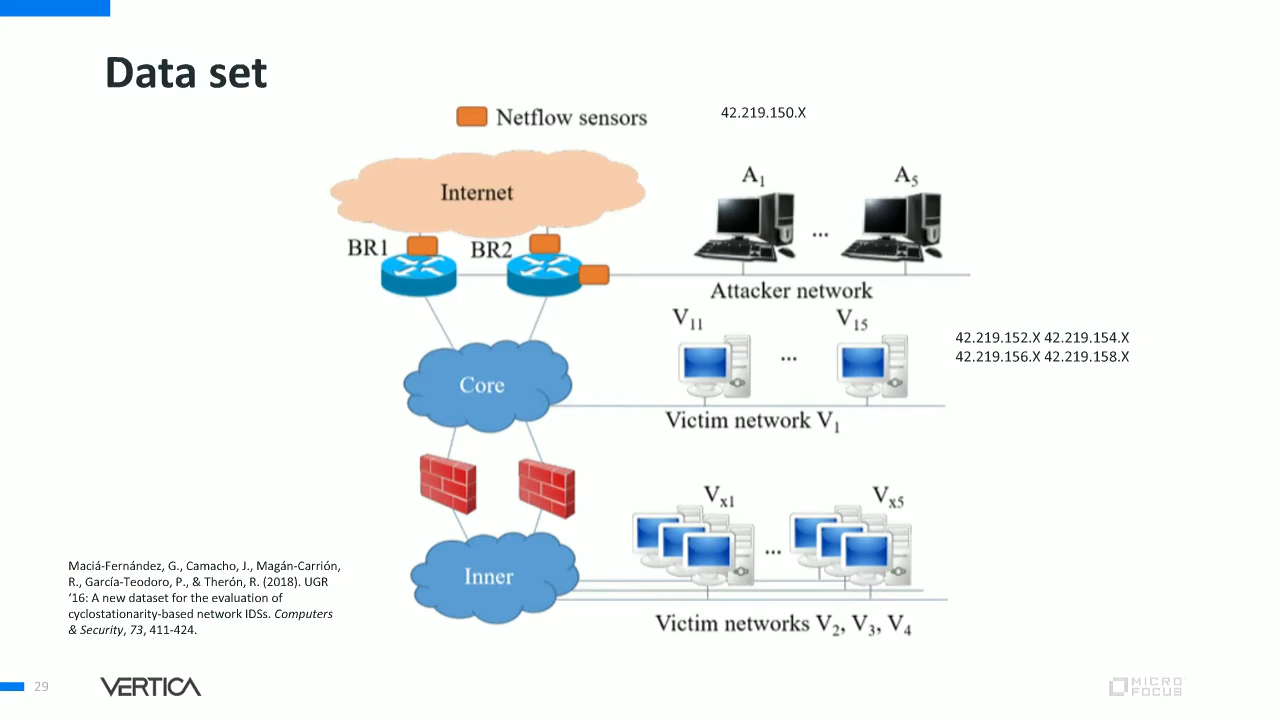 Data set
Netflow sensors
42.219.150.X
Internet
A1
A5
...
BR1
BR2
Attacker network
V11
V15
...
42.219.152.X 42.219.154.X
42.219.156.X 42.219.158.X
Core
Victim network V1
Vx1
Vx5
...
Inner
Victim networks V2, V3, V4
Maciá-Fernández, G., Camacho, J., Magán-Carrión,
R., García-Teodoro, P., & Therón, R. (2018). UGR
‘16: A new dataset for the evaluation of
cyclostationarity-based network IDSs. Computers
& Security, 73, 411-424.
29
VERTICA
MICRO
FOCUS